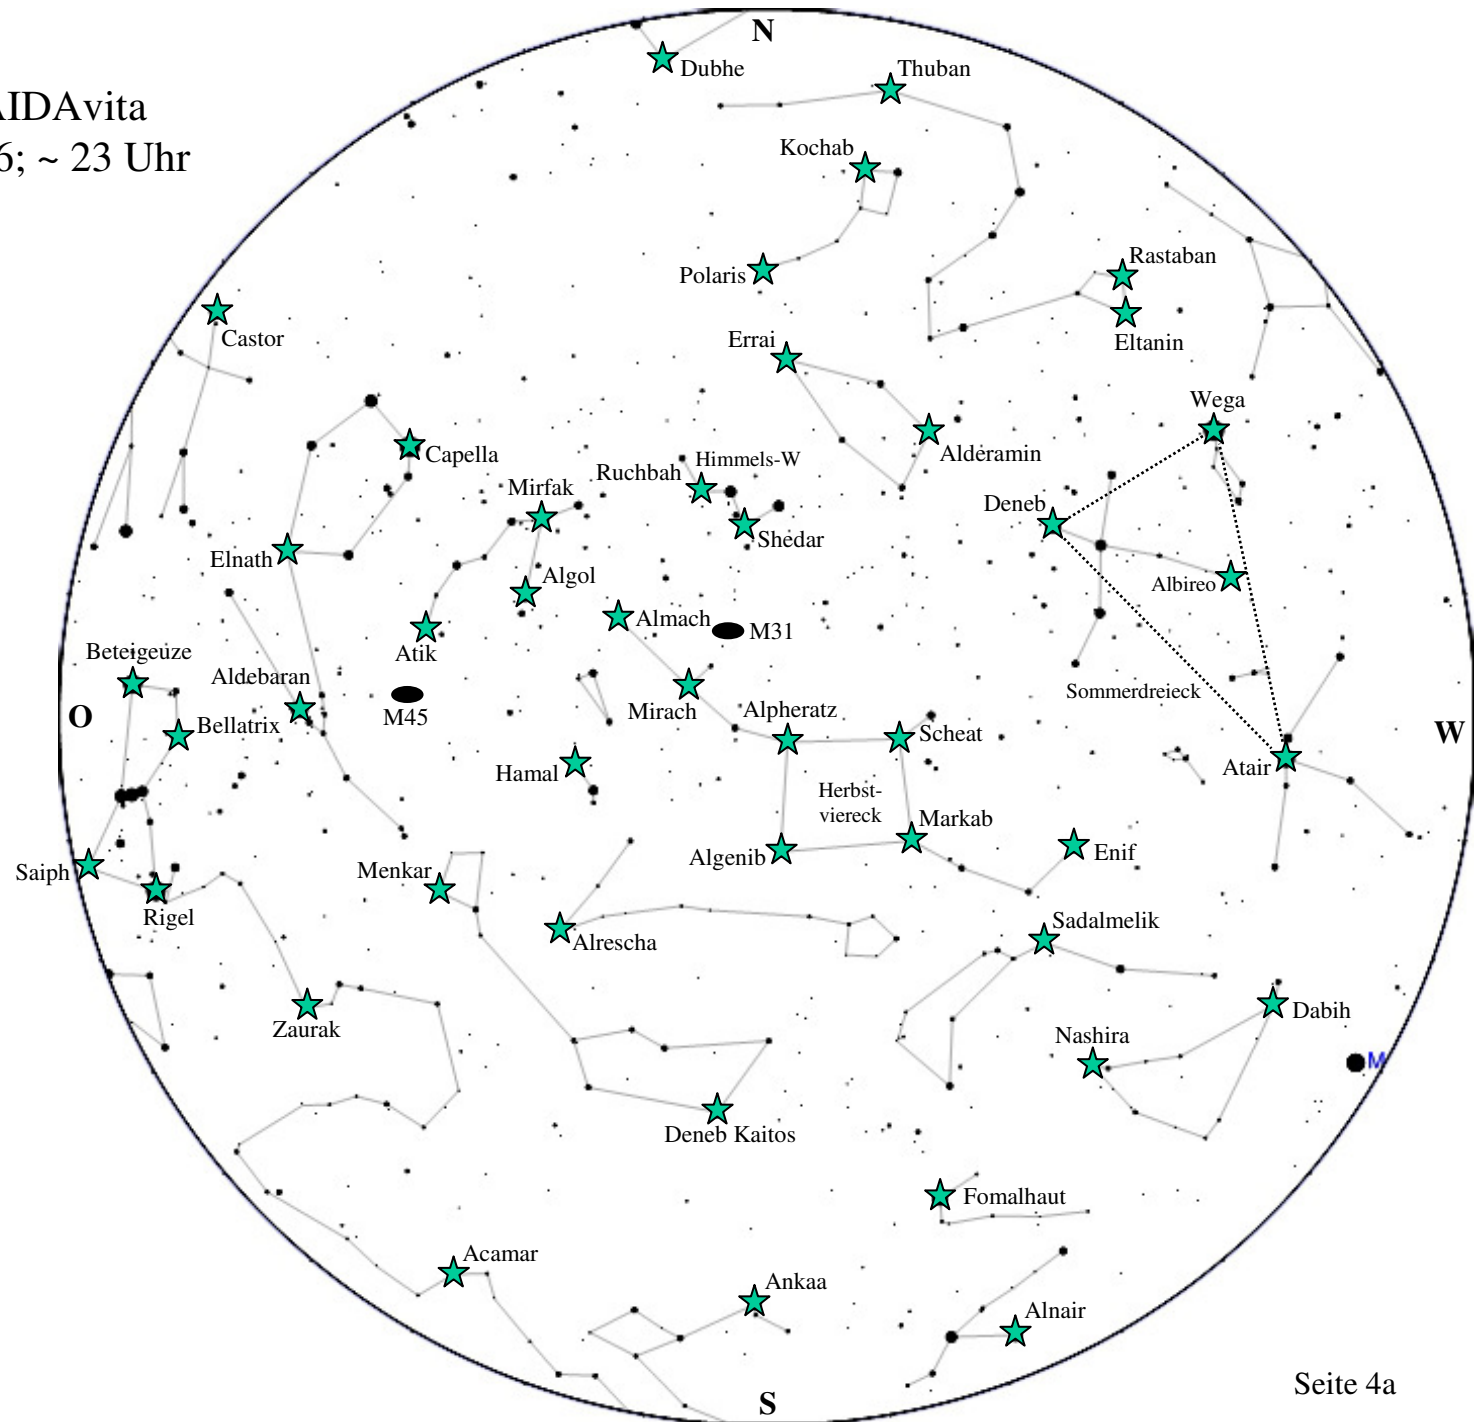 N
Dubhe
Thuban
AIDAvita
6; ~ 23 Uhr
Kochab
Polaris
Rastaban
Castor
Errai
Eltanin
Wega
Capella
Ruchbah
Himmels-W
Alderamin
Mirfak
Deneb
Shedar
Elnath
Algol
Albireo
Almach
M31
Atik
Beteigeuze
Aldebaran
Sommerdreieck
O
Bellatrix
M45
Mirach
Alpheratz
Scheat
W
Hamal
Atair
Herbst-
viereck
Markab
Algenib
Enif
Saiph
Menkar
Rigel
Alrescha
Sadalmelik
Zaurak
Dabih
Nashira
M
Deneb Kaitos
Fomalhaut
Acamar
Ankaa
Alnair
Seite 4a
S